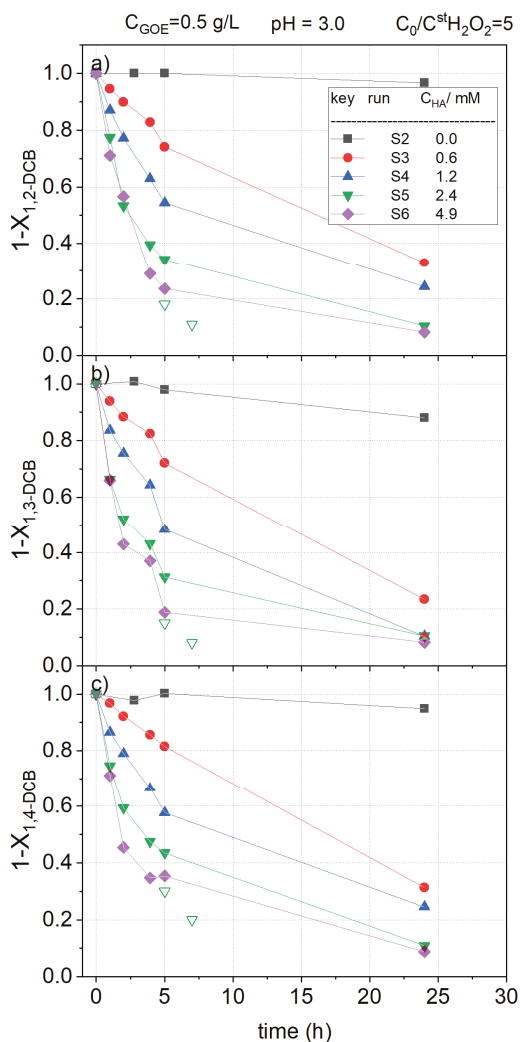 C_GOE=0.5 g/L pH = 3.0 C_0/C^st H_2O_2=5
a)
1-X_1,2-DCB
1.0
0.8
0.6
0.4
0.2
0.0
key run C_HA/ mM
S2 0.0
S3 0.6
S4 1.2
S5 2.4
S6 4.9
b)
1-X_1,3-DCB
1.0
0.8
0.6
0.4
0.2
0.0
c)
1-X_1,4-DCB
1.0
0.8
0.6
0.4
0.2
0.0
0 5 10 15 20 25 30
time (h)